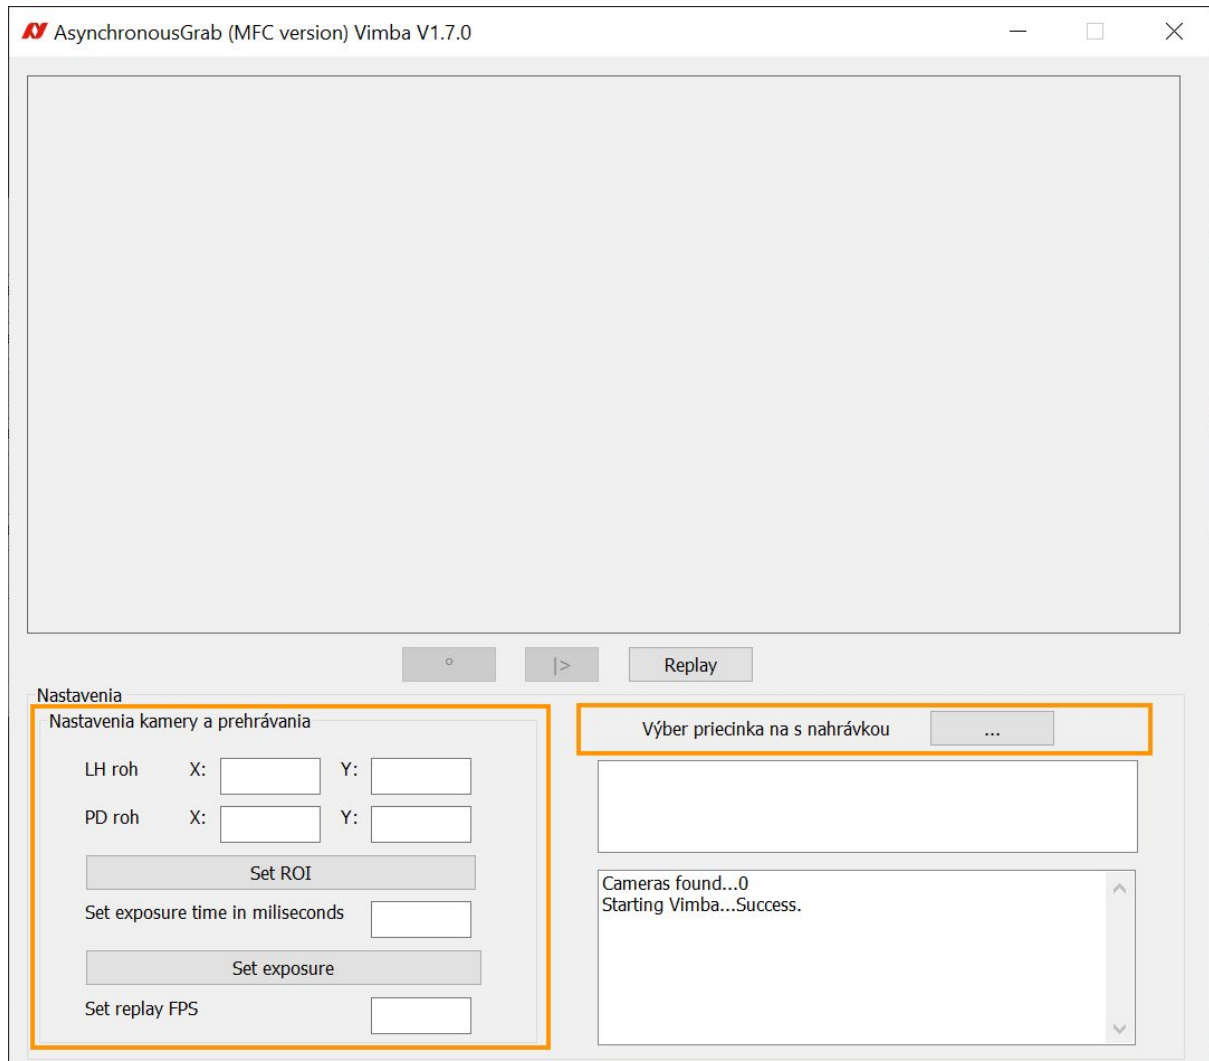 AsynchronousGrab (MFC version) Vimba V1.7.0
° |> Replay
Nastavenia
Nastavenia kamery a prehrávania
LH roh X: Y:
PD roh X: Y:
Set ROI
Set exposure time in miliseconds
Set exposure
Set replay FPS
Výber priecinka na s nahrávkou ...
Cameras found...0
Starting Vimba...Success.